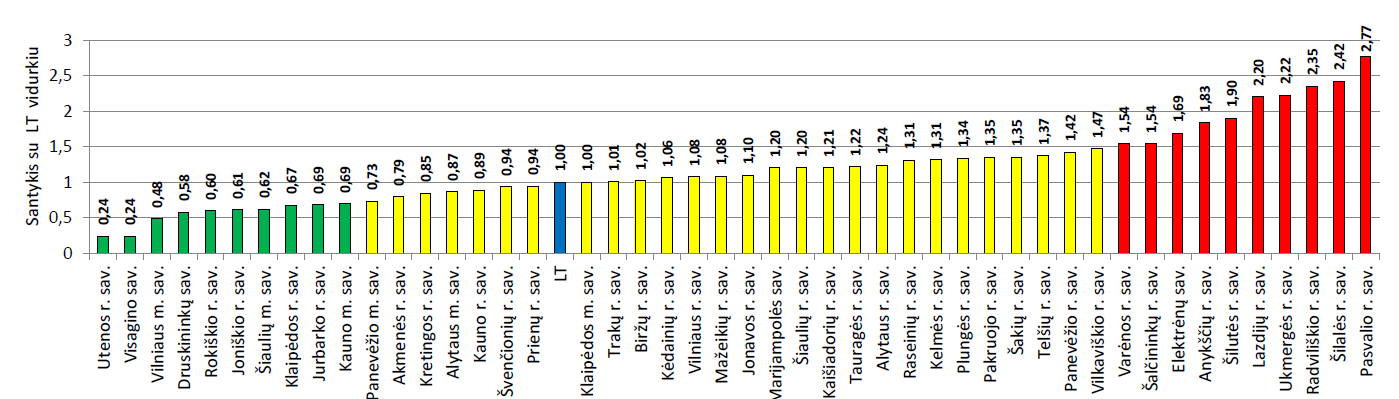 Santykis su LT vidurkiu
3
2,5
2
1,5
1
0,5
0
0,24
0,24
0,48
0,58
0,60
0,61
0,62
0,67
0,69
0,69
0,73
0,79
0,85
0,87
0,89
0,94
0,94
1,00
1,00
1,01
1,02
1,06
1,08
1,08
1,10
1,20
1,20
1,21
1,22
1,24
1,31
1,31
1,34
1,35
1,35
1,37
1,42
1,47
1,54
1,54
1,69
1,83
1,90
2,20
2,22
2,35
2,42
2,77
Utenos r. sav.
Visagino sav.
Vilniaus m. sav.
Druskininkų sav.
Rokiškio r. sav.
Joniškio r. sav.
Šiaulių m. sav.
Klaipėdos r. sav.
Jurbarko r. sav.
Kauno m. sav.
Panevėžio m. sav.
Akmenės r. sav.
Kretingos r. sav.
Alytaus m. sav.
Kauno r. sav.
Švenčionių r. sav.
Prienų r. sav.
LT
Klaipėdos m. sav.
Trakų r. sav.
Biržų r. sav.
Kėdainių r. sav.
Vilniaus r. sav.
Mažeikių r. sav.
Jonavos r. sav.
Marijampolės sav.
Šiaulių r. sav.
Kaišiadorių r. sav.
Tauragės r. sav.
Alytaus r. sav.
Raseinių r. sav.
Kelmės r. sav.
Plungės r. sav.
Pakruojo r. sav.
Šakių r. sav.
Telšių r. sav.
Panevėžio r. sav.
Vilkaviškio r. sav.
Varėnos r. sav.
Šalčininkų r. sav.
Elektrėnų sav.
Anykščių r. sav.
Šilutės r. sav.
Lazdijų r. sav.
Ukmergės r. sav.
Radviliškio r. sav.
Šilalės r. sav.
Pasvalio r. sav.